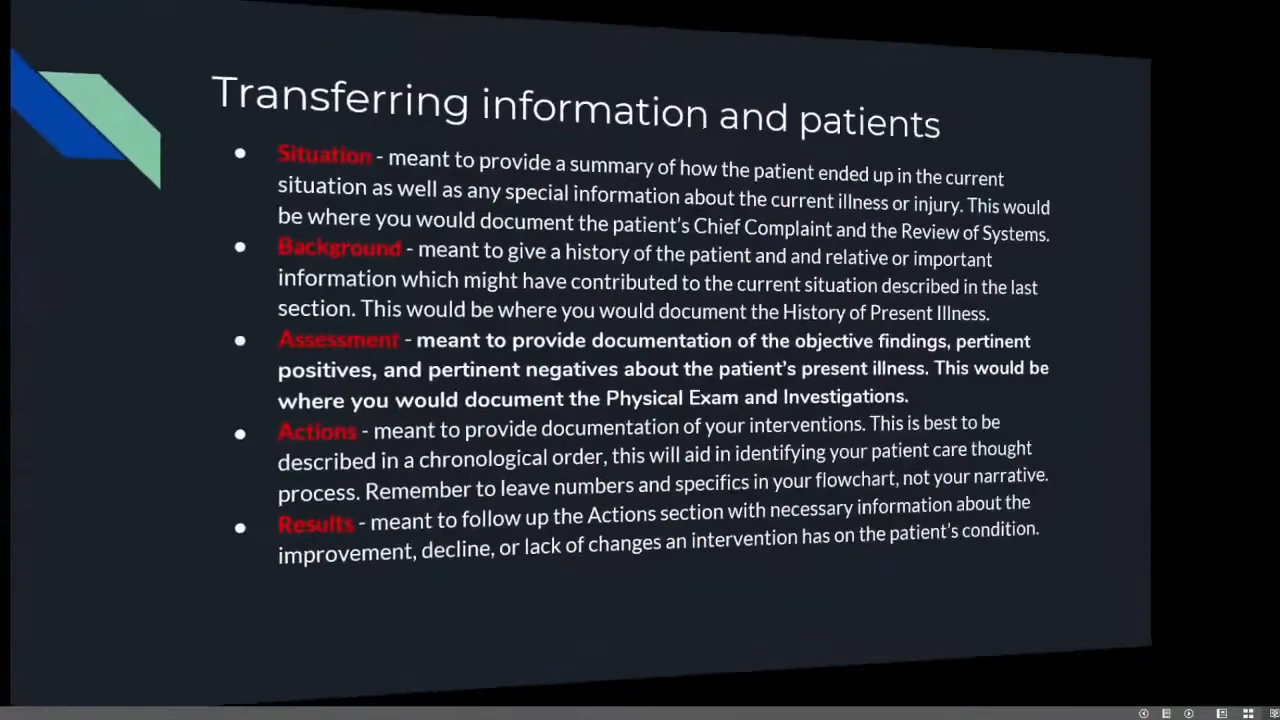 Transferring information and patients
● Situation - meant to provide a summary of how the patient ended up in the current
situation as well as any special information about the current illness or injury. This would
be where you would document the patient's Chief Complaint and the Review of Systems.
● Background - meant to give a history of the patient and and relative or important
information which might have contributed to the current situation described in the last
section. This would be where you would document the History of Present Illness.
● Assessment - meant to provide documentation of the objective findings, pertinent
positives, and pertinent negatives about the patient's present illness. This would be
where you would document the Physical Exam and Investigations.
● Actions - meant to provide documentation of your interventions. This is best to be
described in a chronological order, this will aid in identifying your patient care thought
process. Remember to leave numbers and specifics in your flowchart, not your narrative.
● Results - meant to follow up the Actions section with necessary information about the
improvement, decline, or lack of changes an intervention has on the patient's condition.